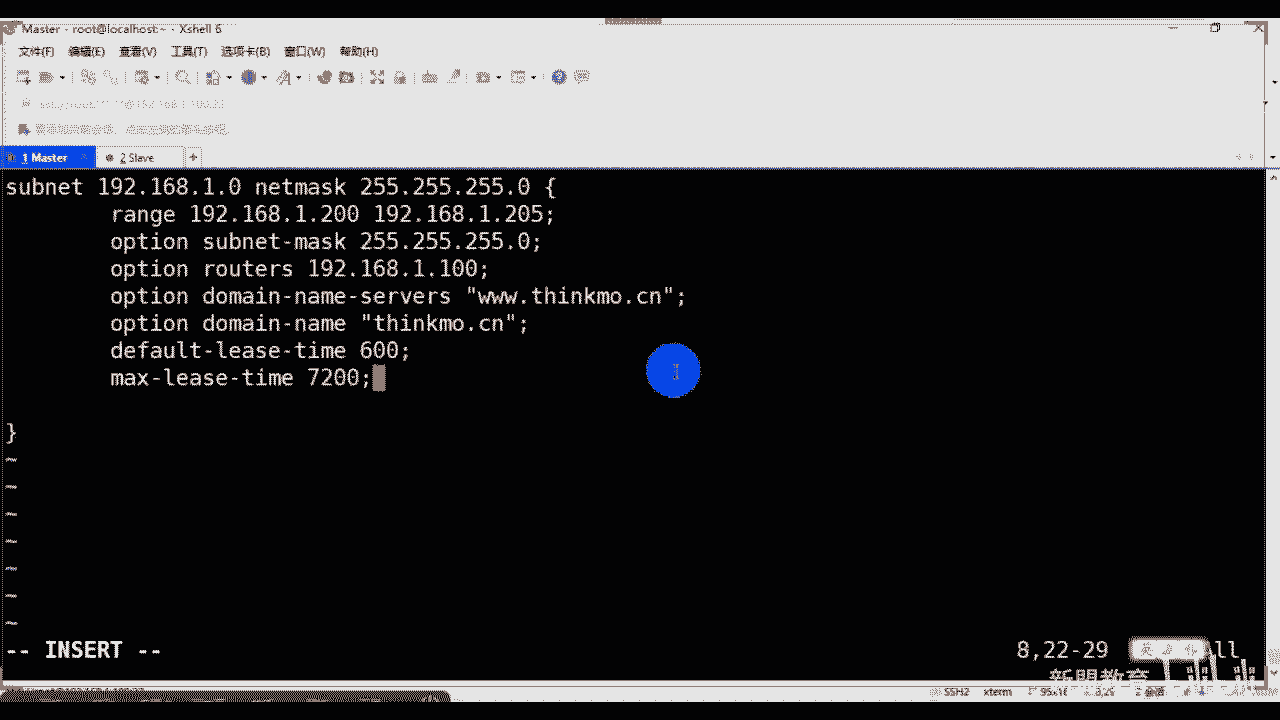 Master - root@localhost:~ - Xshell 6
文件(F) 编辑(E) 查看(V) 工具(T) 选项卡(B) 窗口(W) 帮助(H)
1 Master
2 Slave
+
subnet 192.168.1.0 netmask 255.255.255.0 {
range 192.168.1.200 192.168.1.205;
option subnet-mask 255.255.255.0;
option routers 192.168.1.100;
option domain-name-servers "www.thinkmo.cn";
option domain-name "thinkmo.cn";
default-lease-time 600;
max-lease-time 7200;
}
~
~
~
~
~
~
~
-- INSERT --
8,22-29
新盟教育
SSH2 xterm